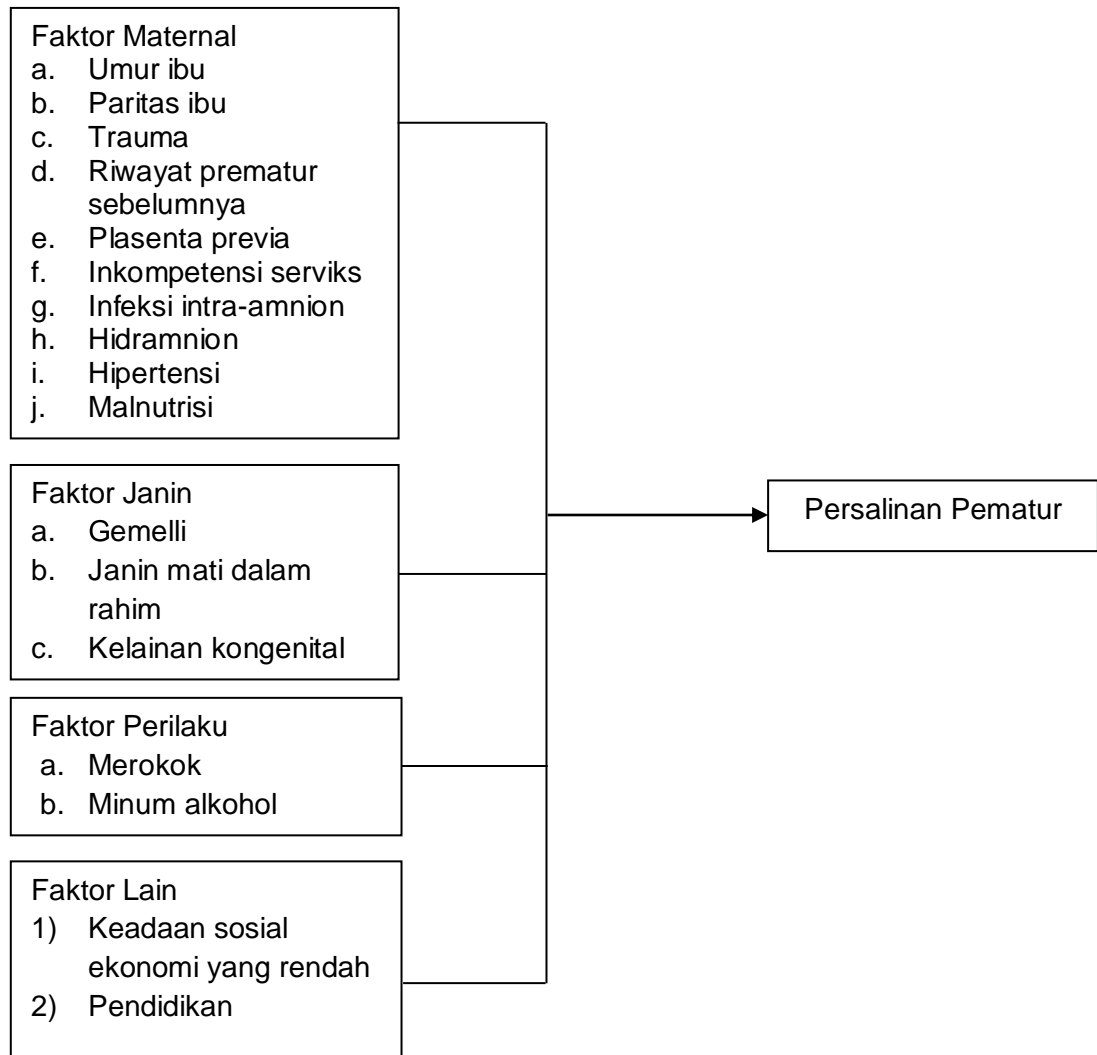 Faktor Maternal
a. Umur ibu
b. Paritas ibu
c. Trauma
d. Riwayat prematur
sebelumnya
e. Plasenta previa
f. Inkompetensi serviks
g. Infeksi intra-amnion
h. Hidramnion
i. Hipertensi
j. Malnutrisi
Faktor Janin
a. Gemelli
b. Janin mati dalam
rahim
c. Kelainan kongenital
Faktor Perilaku
a. Merokok
b. Minum alkohol
Faktor Lain
1) Keadaan sosial
ekonomi yang rendah
2) Pendidikan
Persalinan Pematur